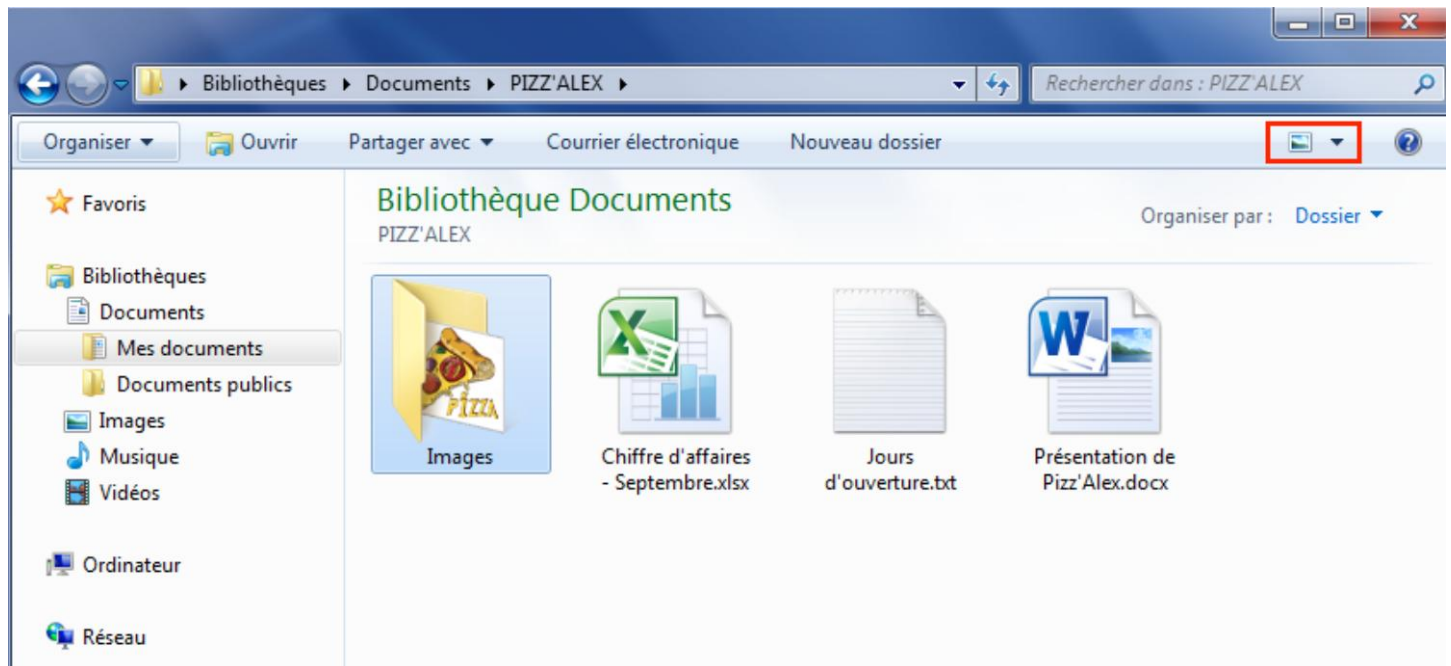 Bibliothèques Documents PIZZ'ALEX
Rechercher dans : PIZZ'ALEX
Organiser Ouvrir Partager avec Courrier électronique Nouveau dossier
Favoris
Bibliothèques
Documents
Mes documents
Documents publics
Images
Musique
Vidéos
Ordinateur
Réseau
Bibliothèque Documents
PIZZ'ALEX
Organiser par : Dossier
PIZZA
Images
Chiffre d'affaires
- Septembre.xlsx
Jours
d'ouverture.txt
W
Présentation de
Pizz'Alex.docx